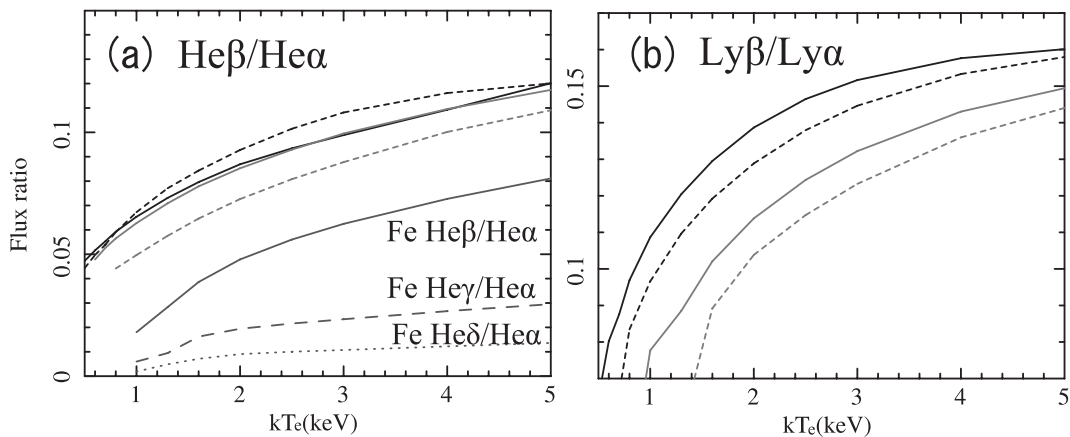 (a) Heβ/Heα
Flux ratio
0.1
0.05
0
Fe Heβ/Heα
Fe Heγ/Heα
Fe Heδ/Heα
1 2 3 4 5
kTe(keV)
(b) Lyβ/Lyα
0.15
0.1
1 2 3 4 5
kTe(keV)